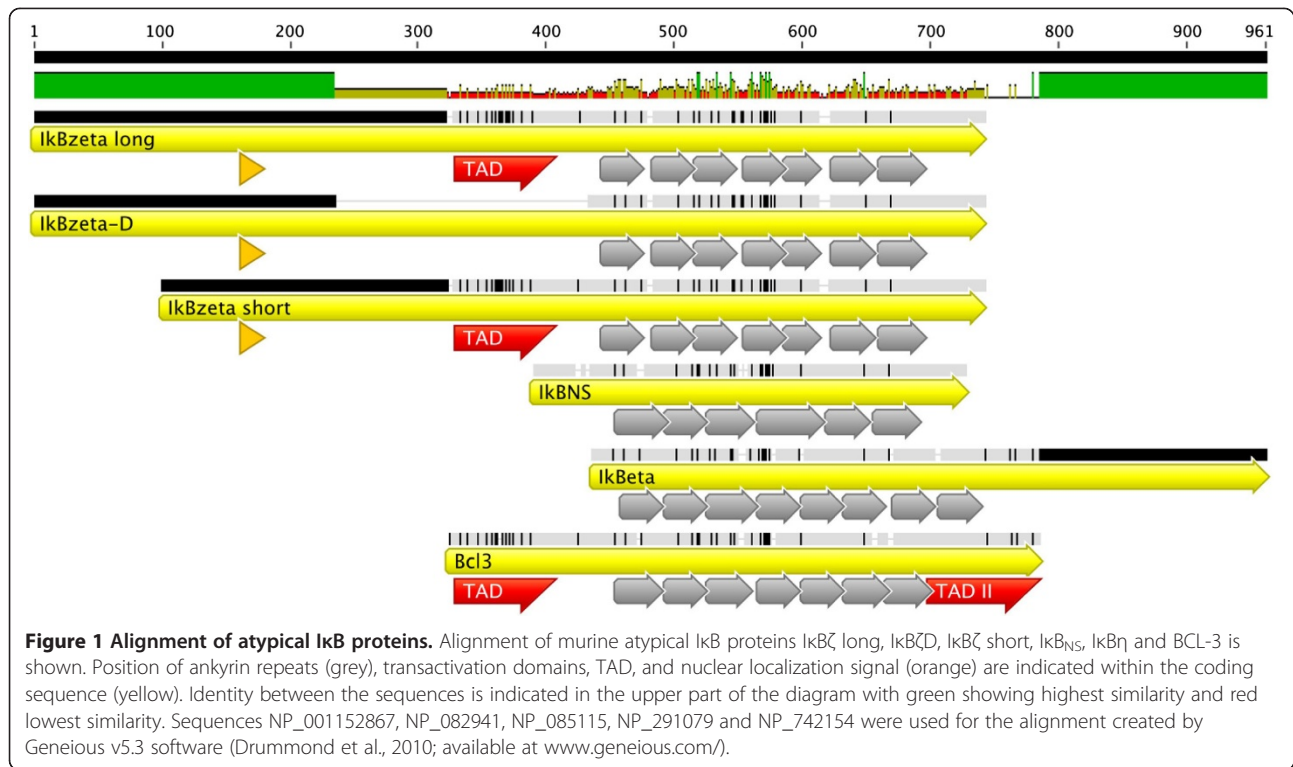 1 100 200 300 400 500 600 700 800 900 961
IkBzeta long
TAD
IkBzeta-D
IkBzeta short
TAD
IkBNS
IkBeta
Bcl3
TAD TAD II
Figure 1 Alignment of atypical IκB proteins. Alignment of murine atypical IκB proteins IκBζ long, IκBζD, IκBζ short, IκBNS, IκBη and BCL-3 is
shown. Position of ankyrin repeats (grey), transactivation domains, TAD, and nuclear localization signal (orange) are indicated within the coding
sequence (yellow). Identity between the sequences is indicated in the upper part of the diagram with green showing highest similarity and red
lowest similarity. Sequences NP_001152867, NP_082941, NP_085115, NP_291079 and NP_742154 were used for the alignment created by
Geneious v5.3 software (Drummond et al., 2010; available at www.geneious.com/).